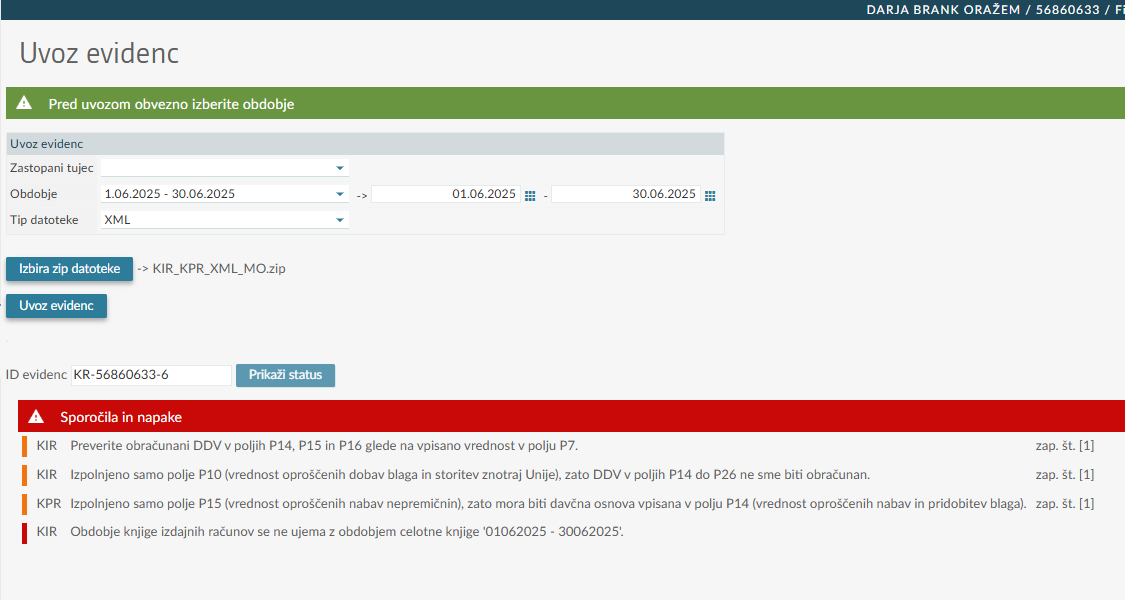 DARJA BRANK ORAŽEM / 56860633 / Fi
Uvoz evidenc
Pred uvozom obvezno izberite obdobje
Uvoz evidenc
Zastopani tujec
Obdobje 1.06.2025 - 30.06.2025 -> 01.06.2025 - 30.06.2025
Tip datoteke XML
Izbira zip datoteke -> KIR_KPR_XML_MO.zip
Uvoz evidenc
ID evidenc KR-56860633-6 Prikaži status
Sporočila in napake
KIR Preverite obračunani DDV v poljih P14, P15 in P16 glede na vpisano vrednost v polju P7. zap. št. [1]
KIR Izpolnjeno samo polje P10 (vrednost oproščenih dobav blaga in storitev znotraj Unije), zato DDV v poljih P14 do P26 ne sme biti obračunan. zap. št. [1]
KPR Izpolnjeno samo polje P15 (vrednost oproščenih nabav nepremičnin), zato mora biti davčna osnova vpisana v polju P14 (vrednost oproščenih nabav in pridobitev blaga). zap. št. [1]
KIR Obdobje knjige izdajnih računov se ne ujema z obdobjem celotne knjige '01062025 - 30062025'.